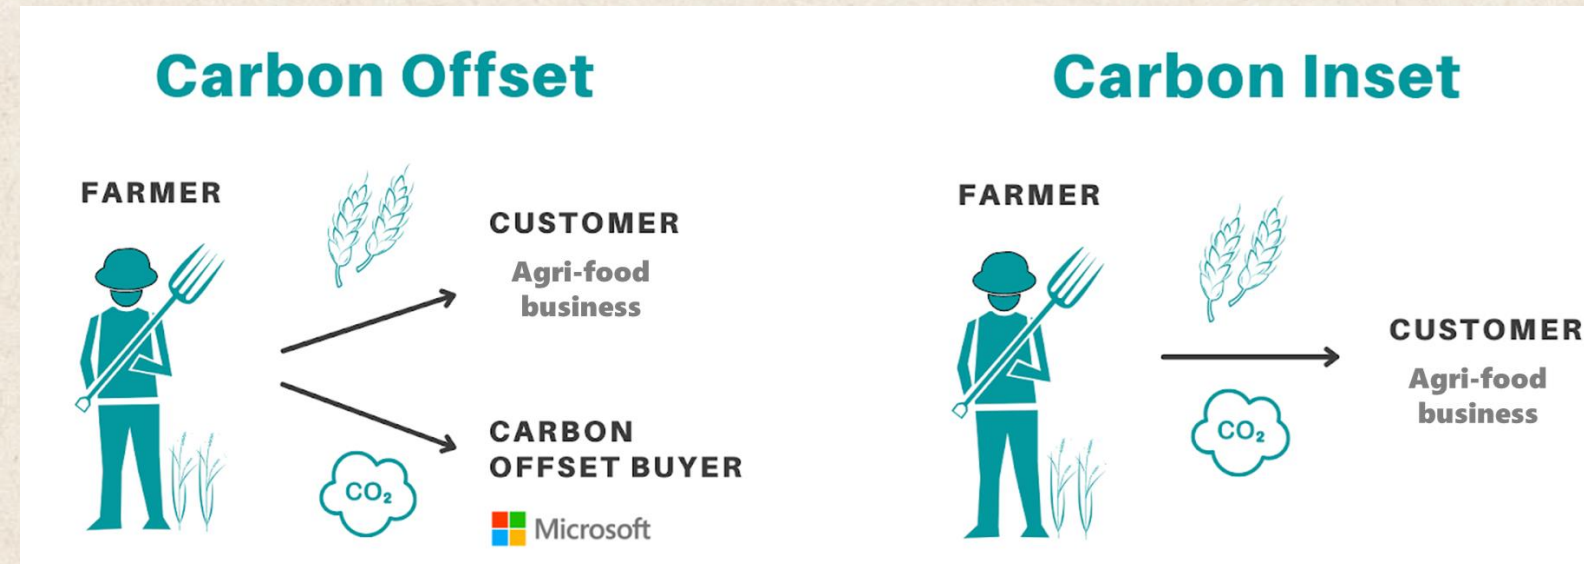 Carbon Offset
FARMER
CUSTOMER
Agri-food
business
CO₂
CARBON
OFFSET BUYER
Microsoft
Carbon Inset
FARMER
CUSTOMER
Agri-food
business
CO₂